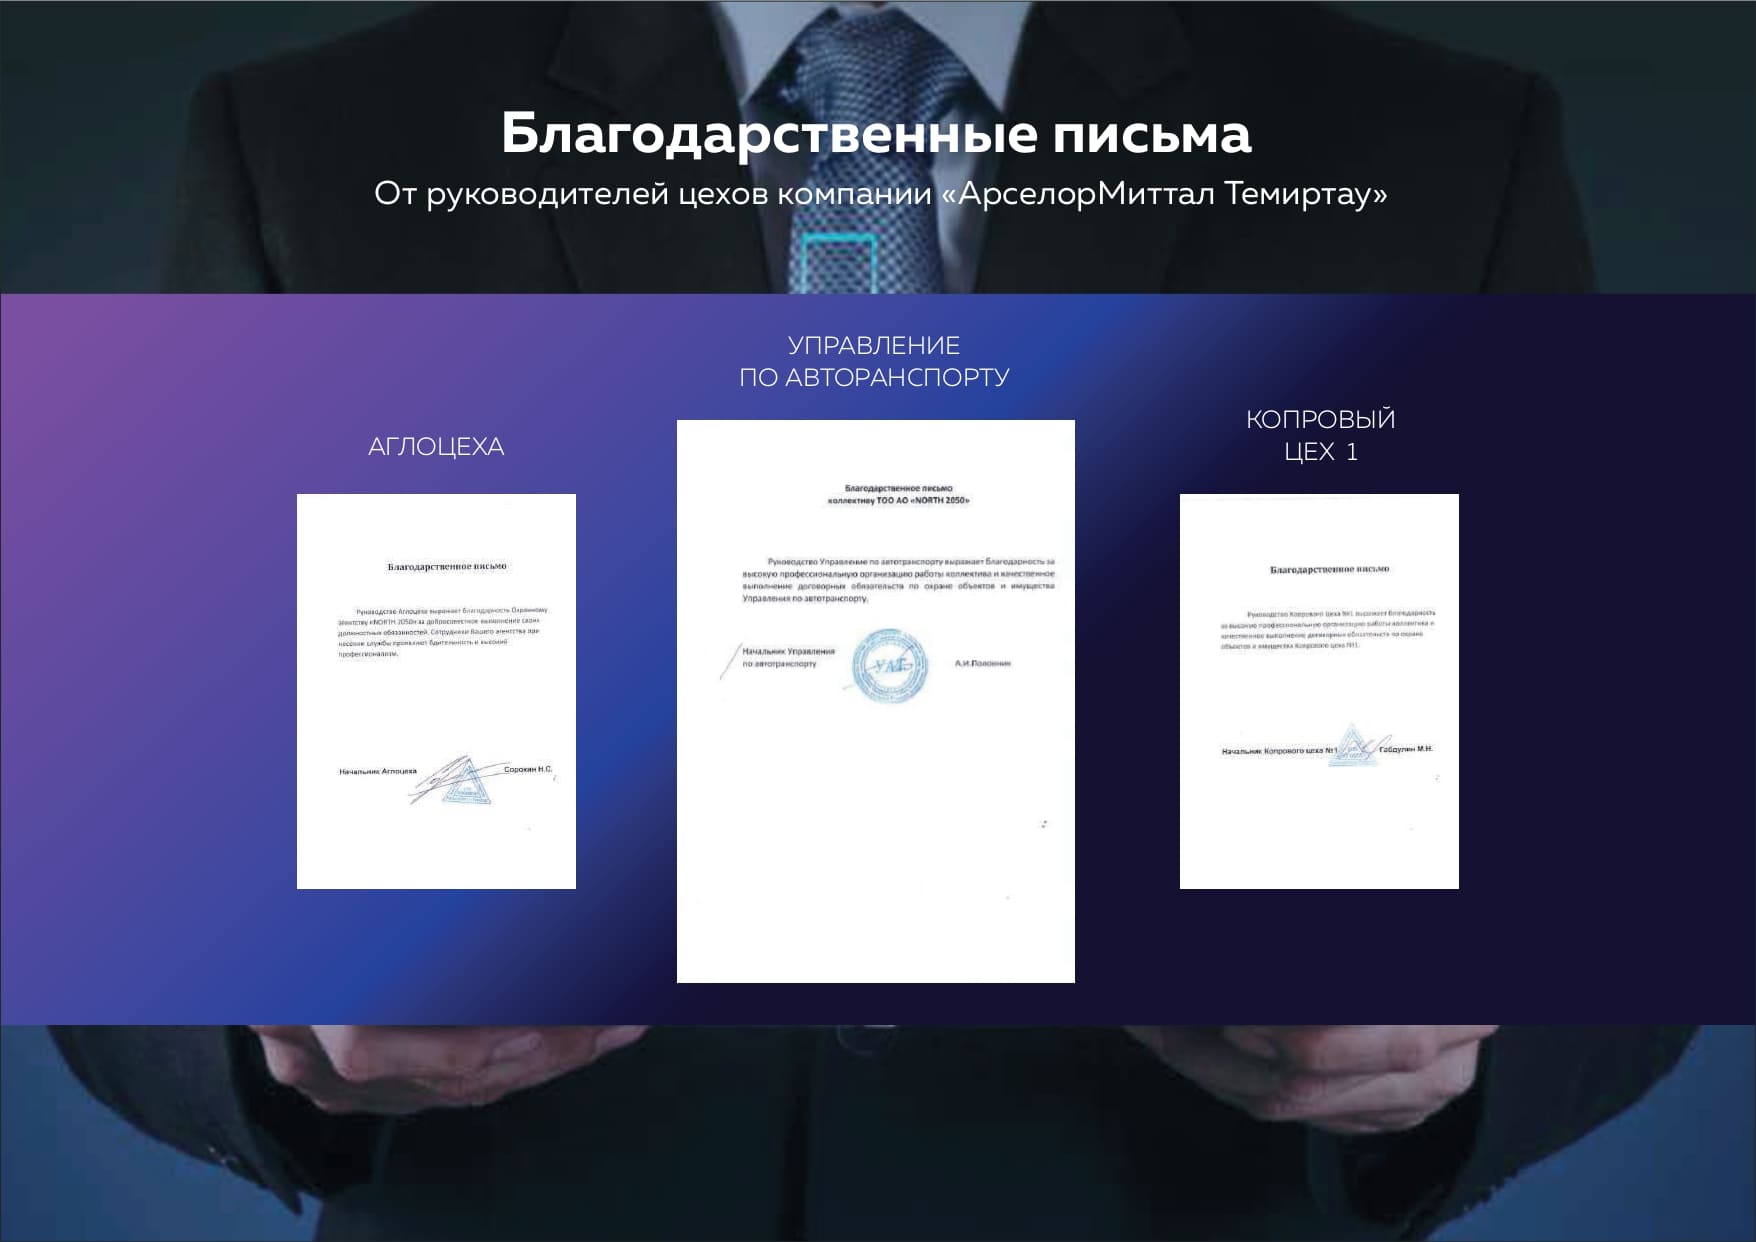 Благодарственные письма
От руководителей цехов компании «АрселорМиттал Темиртау»
АГЛОЦЕХА
Благодарственное письмо
Руководство Аглоцеха выражает благодарность Охранному
агентству «NORTH 2050» за добросовестное выполнение своих
должностных обязанностей. Сотрудники Вашего агентства при
несении службы проявляют бдительность и высокий
профессионализм.
Начальник Аглоцеха
Сорокин Н.С.
УПРАВЛЕНИЕ
ПО АВТОРАНСПОРТУ
Благодарственное письмо
коллективу ТОО АО «NORTH 2050»
Руководство Управление по автотранспорту выражает Благодарность за
высокую профессиональную организацию работы коллектива и качественное
выполнение договорных обязательств по охране объектов и имущества
Управления по автотранспорту.
Начальник Управления
по автотранспорту
УАТ
А.И.Полонник
КОПРОВЫЙ
ЦЕХ 1
Благодарственное письмо
Руководство Копрового Цеха №1 выражает благодарность
за высокую профессиональную организацию работы коллектива и
качественное выполнение договорных обязательств по охране
объектов и имущества Копрового цеха №1.
Начальник Копрового цеха №1
Габдулин М.Н.